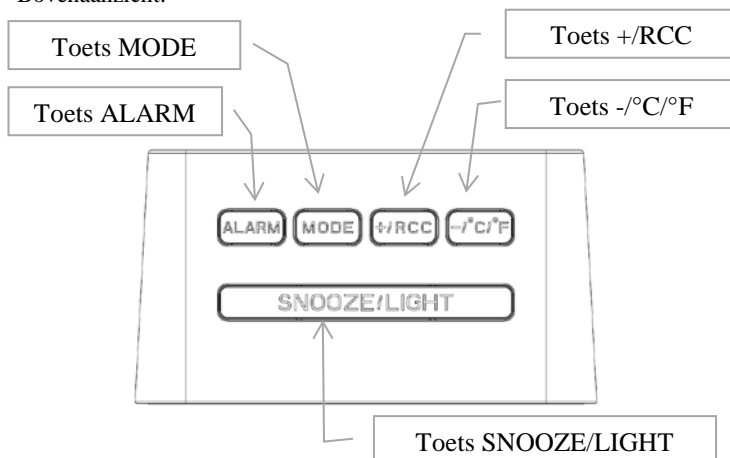 Bovenaanzicht:
Toets MODE
Toets +/RCC
Toets ALARM
Toets -/°C/°F
ALARM MODE +/RCC -/°C/°F
SNOOZE/LIGHT
Toets SNOOZE/LIGHT